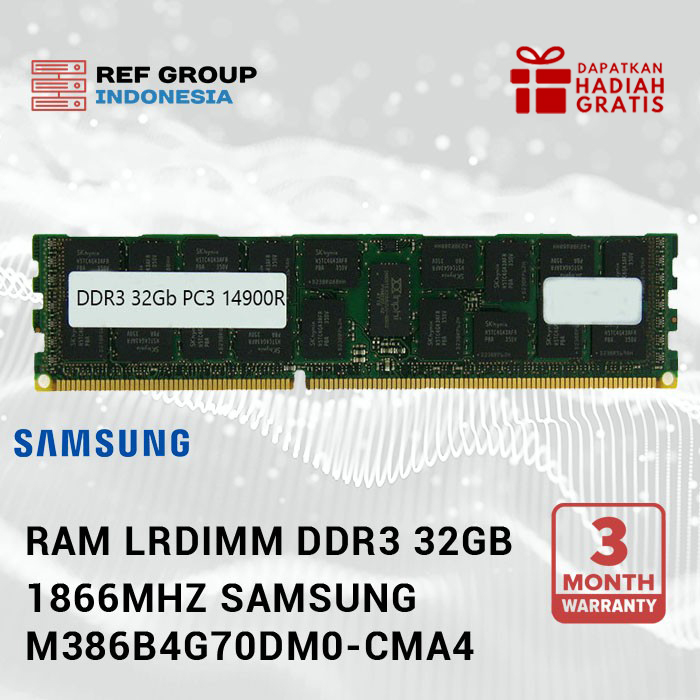 REF GROUP
INDONESIA
DAPATKAN
HADIAH
GRATIS
DDR3 32Gb PC3 14900R
SAMSUNG
RAM LRDIMM DDR3 32GB
1866MHZ SAMSUNG
M386B4G70DM0-CMA4
3
MONTH
WARRANTY